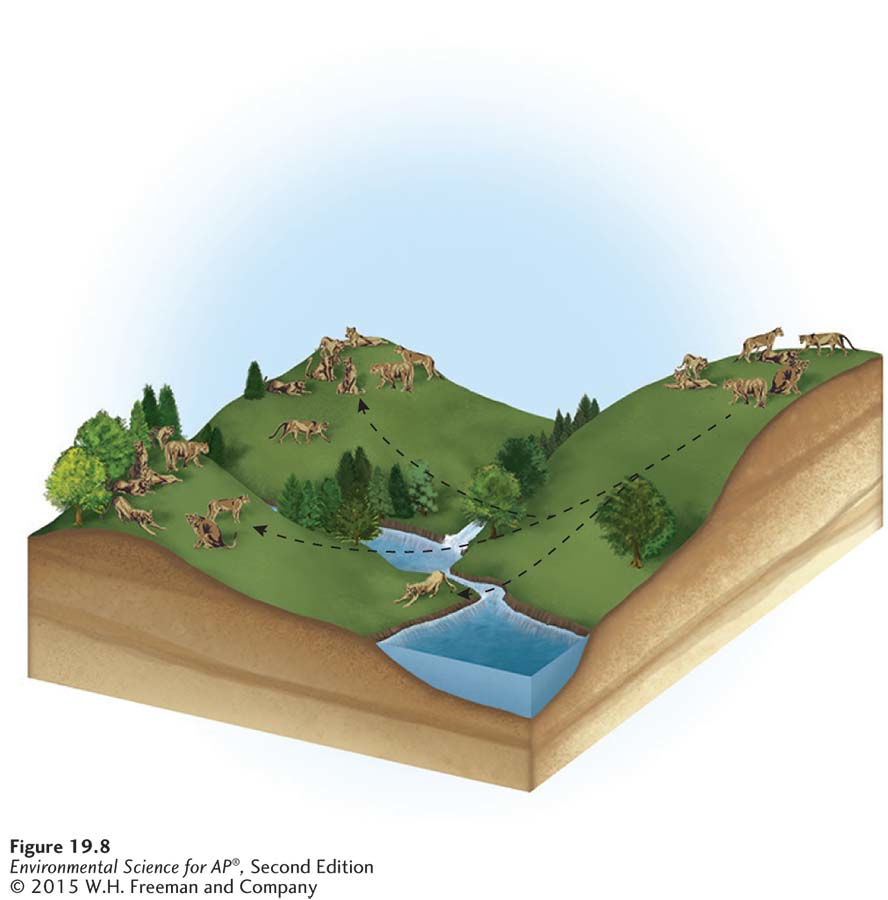 Figure 19.8
Environmental Science for AP®, Second Edition
© 2015 W.H. Freeman and Company